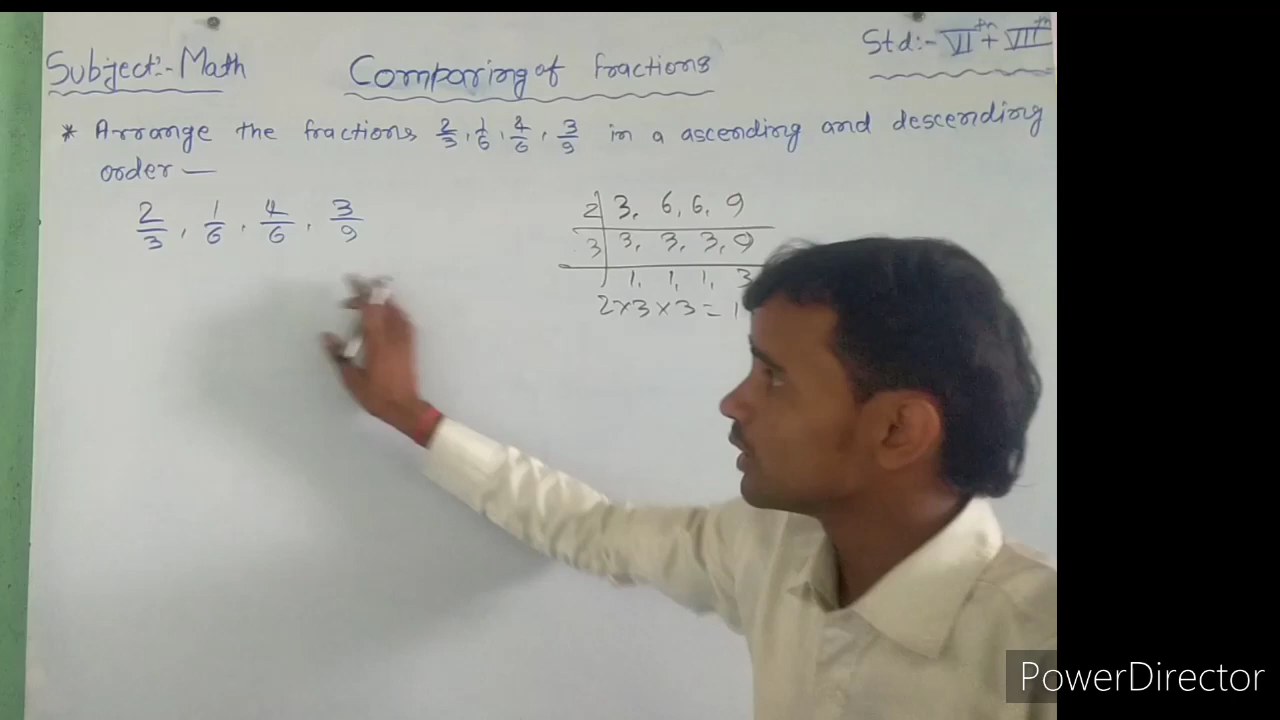 Subject:- Math
Comparing of fractions
Std:- VIth + VIIth
* Arrange the fractions 2/3, 1/6, 4/6, 3/9 in a ascending and descending
order —
2/3, 1/6, 4/6, 3/9
2 | 3, 6, 6, 9
3 | 3, 3, 3, 9
1, 1, 1, 3
2×3×3 = 1
PowerDirector